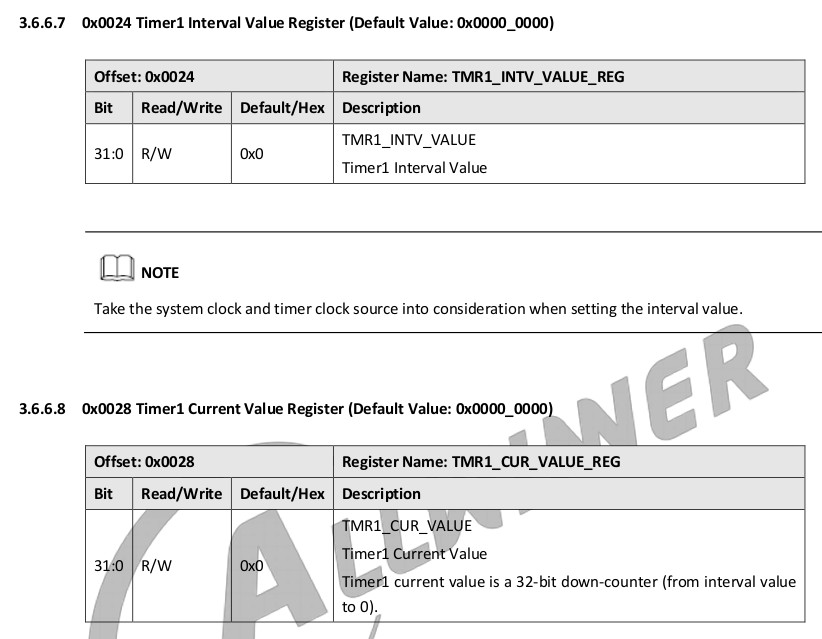 3.6.6.7 0x0024 Timer1 Interval Value Register (Default Value: 0x0000_0000)
Offset: 0x0024 Register Name: TMR1_INTV_VALUE_REG
Bit Read/Write Default/Hex Description
31:0 R/W 0x0 TMR1_INTV_VALUE
Timer1 Interval Value
NOTE
Take the system clock and timer clock source into consideration when setting the interval value.
3.6.6.8 0x0028 Timer1 Current Value Register (Default Value: 0x0000_0000)
Offset: 0x0028 Register Name: TMR1_CUR_VALUE_REG
Bit Read/Write Default/Hex Description
31:0 R/W 0x0 TMR1_CUR_VALUE
Timer1 Current Value
Timer1 current value is a 32-bit down-counter (from interval value
to 0).
ALLWINNER